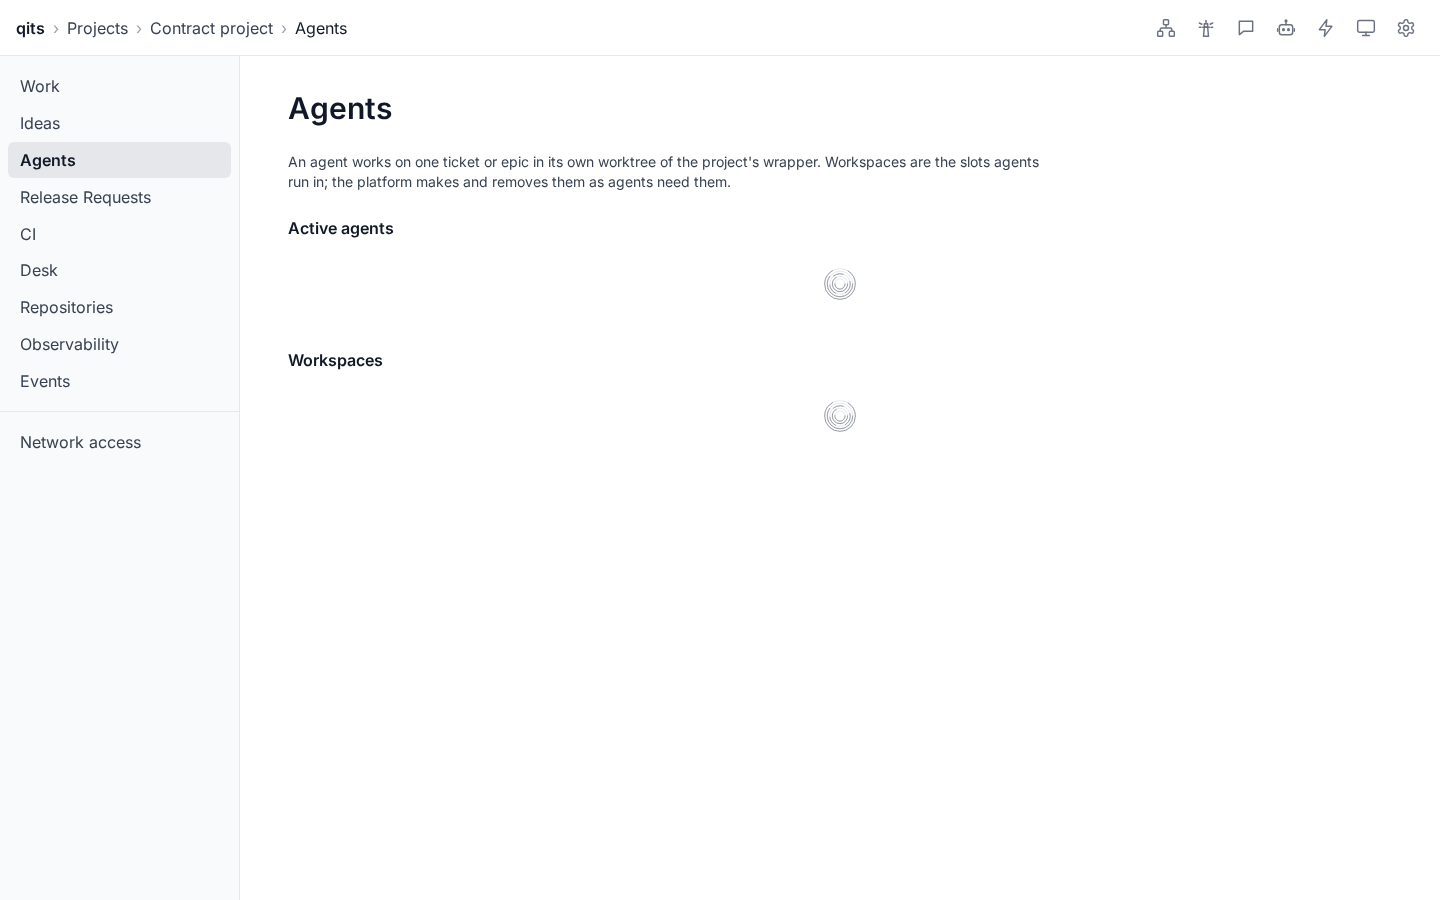 qits › Projects › Contract project › Agents
Work
Ideas
Agents
Release Requests
CI
Desk
Repositories
Observability
Events
Network access
Agents
An agent works on one ticket or epic in its own worktree of the project's wrapper. Workspaces are the slots agents
run in; the platform makes and removes them as agents need them.
Active agents
Workspaces